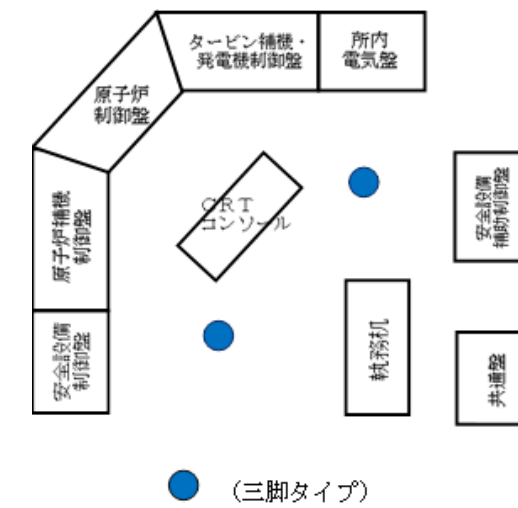 タービン補機・
発電機制御盤
所内
電気盤
原子炉
制御盤
CRT
コンソール
安全設備
補助制御盤
原子炉補機
制御盤
安全設備
制御盤
執務机
共通盤
(三脚タイプ)